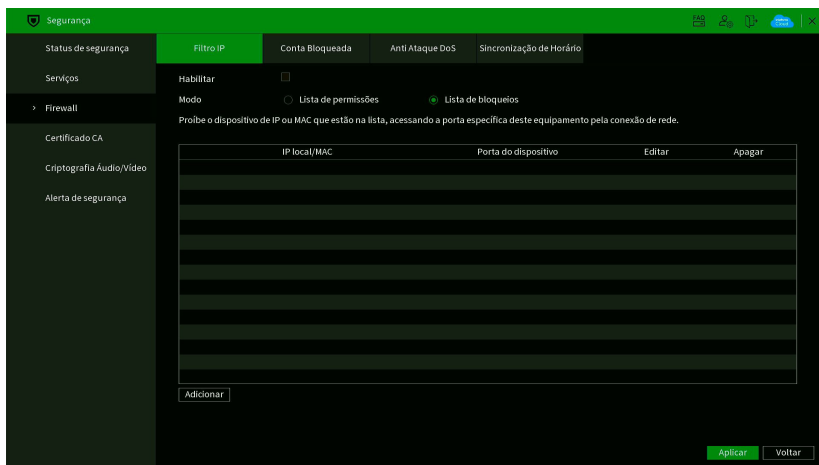 Segurança
FAQ
Cloud
Status de segurança
Serviços
Firewall
Certificado CA
Criptografia Áudio/Vídeo
Alerta de segurança
Filtro IP
Conta Bloqueada
Anti Ataque DoS
Sincronização de Horário
Habilitar
Modo
Lista de permissões
Lista de bloqueios
Proíbe o dispositivo de IP ou MAC que estão na lista, acessando a porta específica deste equipamento pela conexão de rede.
IP local/MAC
Porta do dispositivo
Editar
Apagar
Adicionar
Aplicar
Voltar